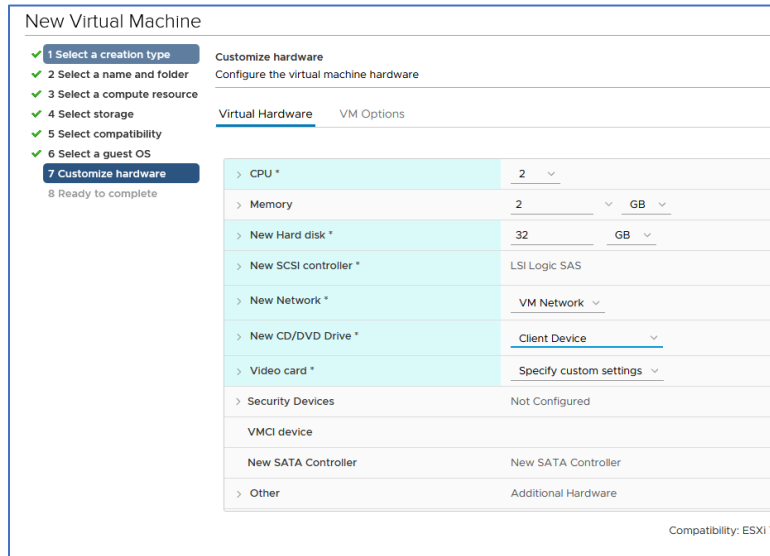 New Virtual Machine
1 Select a creation type
2 Select a name and folder
3 Select a compute resource
4 Select storage
5 Select compatibility
6 Select a guest OS
7 Customize hardware
8 Ready to complete
Customize hardware
Configure the virtual machine hardware
Virtual Hardware VM Options
CPU * 2
Memory 2 GB
New Hard disk * 32 GB
New SCSI controller * LSI Logic SAS
New Network * VM Network
New CD/DVD Drive * Client Device
Video card * Specify custom settings
Security Devices Not Configured
VMCI device
New SATA Controller New SATA Controller
Other Additional Hardware
Compatibility: ESXi